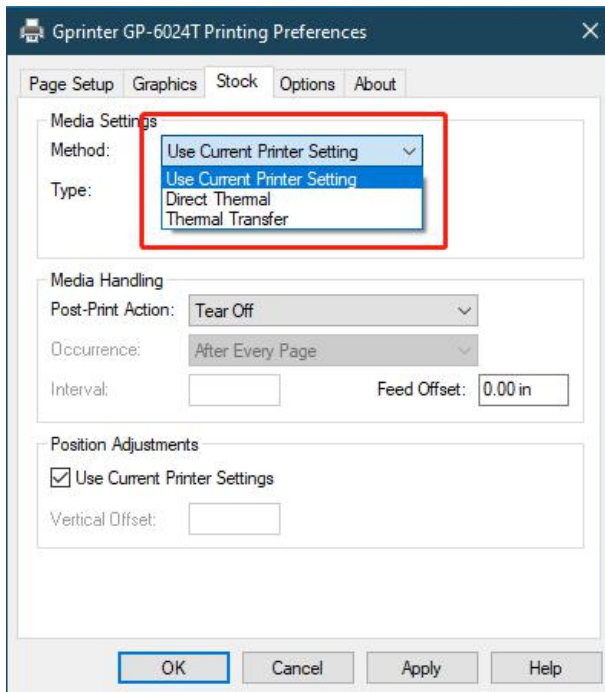 Gprinter GP-6024T Printing Preferences
Page Setup Graphics Stock Options About
Media Settings
Method: Use Current Printer Setting
Use Current Printer Setting
Type: Direct Thermal
Thermal Transfer
Media Handling
Post-Print Action: Tear Off
Occurrence: After Every Page
Interval: Feed Offset: 0.00 in
Position Adjustments
Use Current Printer Settings
Vertical Offset:
OK Cancel Apply Help